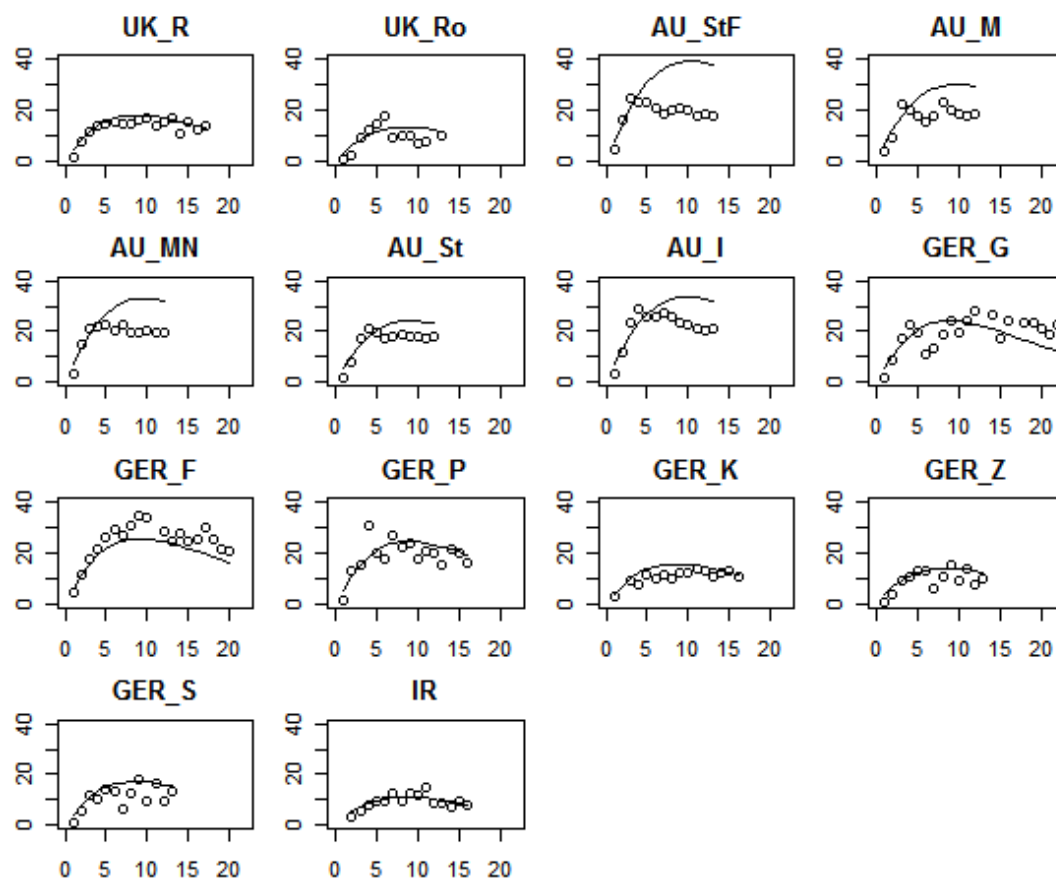 UK_R UK_Ro AU_StF AU_M
0 20 40 0 20 40 0 20 40 0 20 40
0 5 10 15 20 0 5 10 15 20 0 5 10 15 20 0 5 10 15 20
AU_MN AU_St AU_I GER_G
0 20 40 0 20 40 0 20 40 0 20 40
0 5 10 15 20 0 5 10 15 20 0 5 10 15 20 0 5 10 15 20
GER_F GER_P GER_K GER_Z
0 20 40 0 20 40 0 20 40 0 20 40
0 5 10 15 20 0 5 10 15 20 0 5 10 15 20 0 5 10 15 20
GER_S IR
0 20 40 0 20 40
0 5 10 15 20 0 5 10 15 20